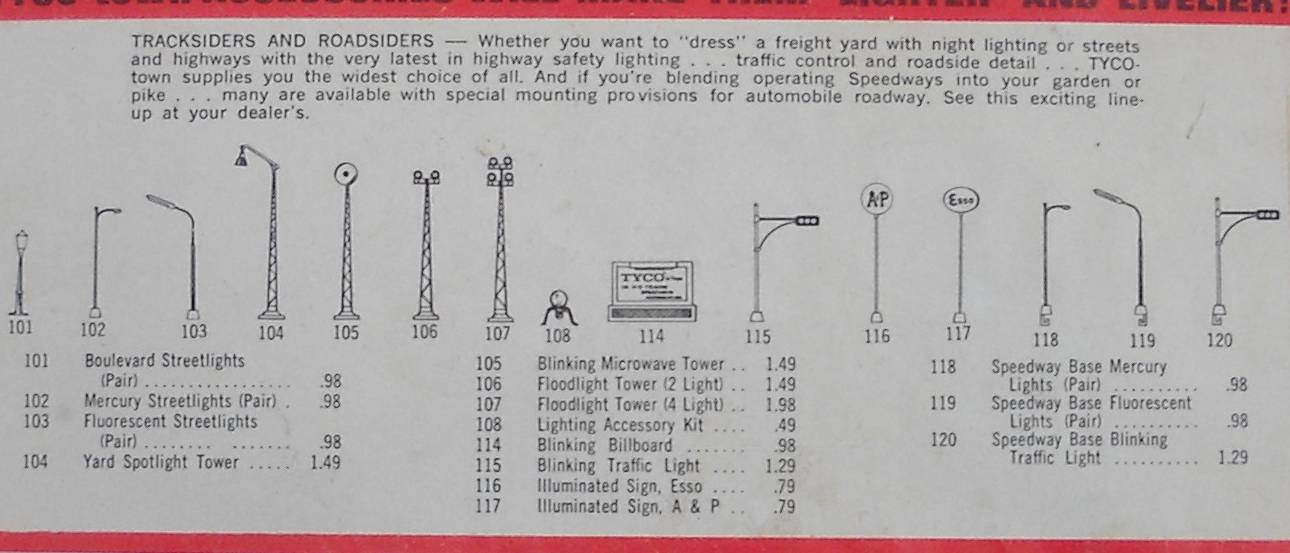 LIGHTER AND LIVELIER!
TRACKSIDERS AND ROADSIDERS — Whether you want to "dress" a freight yard with night lighting or streets
and highways with the very latest in highway safety lighting . . . traffic control and roadside detail . . . TYCO-
town supplies you the widest choice of all. And if you're blending operating Speedways into your garden or
pike . . . many are available with special mounting provisions for automobile roadway. See this exciting line-
up at your dealer's.
A&P
Esso
TYCO
101 102 103 104 105 106 107 108 114 115 116 117 118 119 120
101 Boulevard Streetlights
(Pair) ................. .98
102 Mercury Streetlights (Pair) . .98
103 Fluorescent Streetlights
(Pair) ........ ....... .98
104 Yard Spotlight Tower ..... 1.49
105 Blinking Microwave Tower .. 1.49
106 Floodlight Tower (2 Light) .. 1.49
107 Floodlight Tower (4 Light) .. 1.98
108 Lighting Accessory Kit .... .49
114 Blinking Billboard ....... .98
115 Blinking Traffic Light .... 1.29
116 Illuminated Sign, Esso .... .79
117 Illuminated Sign, A & P .. .79
118 Speedway Base Mercury
Lights (Pair) .......... .98
119 Speedway Base Fluorescent
Lights (Pair) .......... .98
120 Speedway Base Blinking
Traffic Light .......... 1.29